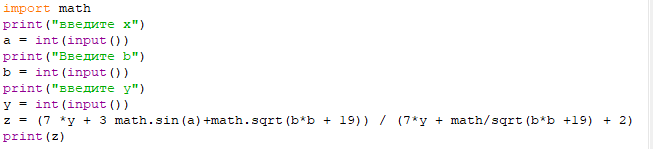 import math
print("введите x")
a = int(input())
print("Введите b")
b = int(input())
print("введите y")
y = int(input())
z = (7 *y + 3 math.sin(a)+math.sqrt(b*b + 19)) / (7*y + math/sqrt(b*b +19) + 2)
print(z)